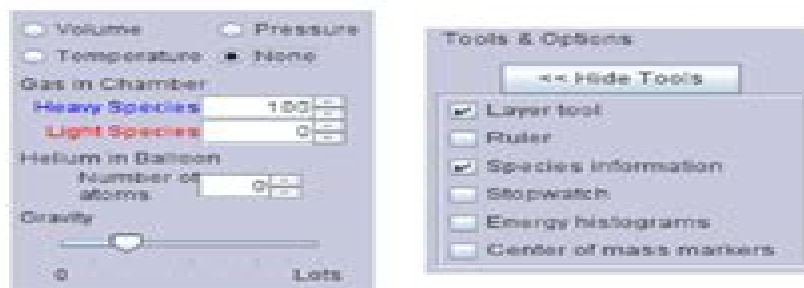 Volume Pressure
Temperature None
Gas in Chamber
Heavy Species 100
Light Species 0
Helium in Balloon
Number of
atoms 0
Gravity
0 Lots
Tools & Options
<< Hide Tools
Layer tool
Ruler
Species information
Stopwatch
Energy histograms
Center of mass markers